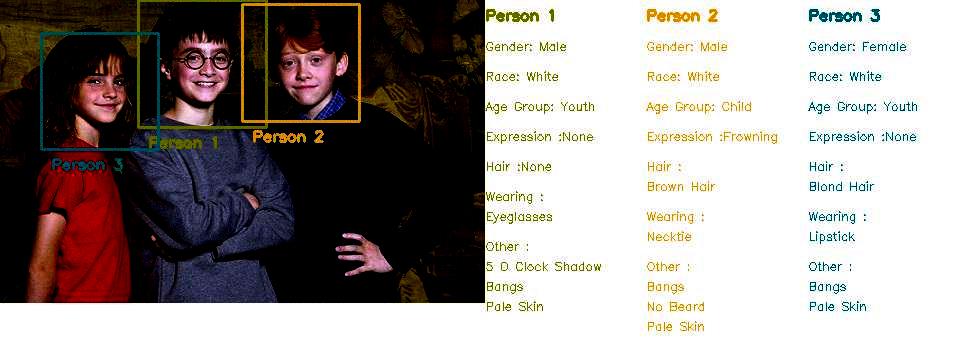 Person 1
Person 2
Person 3
Person 1
Gender: Male
Race: White
Age Group: Youth
Expression :None
Hair :None
Wearing :
Eyeglasses
Other :
5 O Clock Shadow
Bangs
Pale Skin
Person 2
Gender: Male
Race: White
Age Group: Child
Expression :Frowning
Hair :
Brown Hair
Wearing :
Necktie
Other :
Bangs
No Beard
Pale Skin
Person 3
Gender: Female
Race: White
Age Group: Youth
Expression :None
Hair :
Blond Hair
Wearing :
Lipstick
Other :
Bangs
Pale Skin